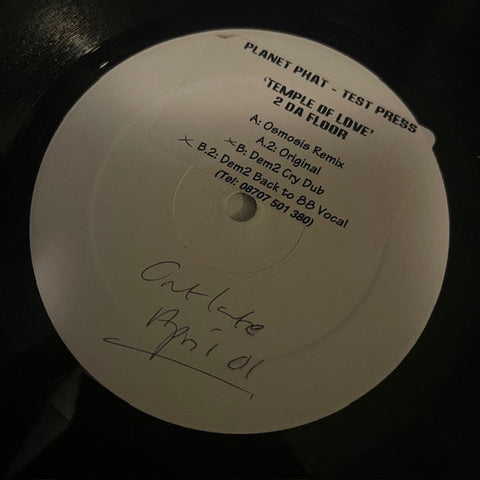 PLANET PHAT - TEST PRESS
'TEMPLE OF LOVE'
2 DA FLOOR
A: Osmosis Remix
A.2: Original
x B: Dem2 Cry Dub
x B.2: Dem2 Back to BB Vocal
(Tel: 08707 501 380)
Out late
April 01